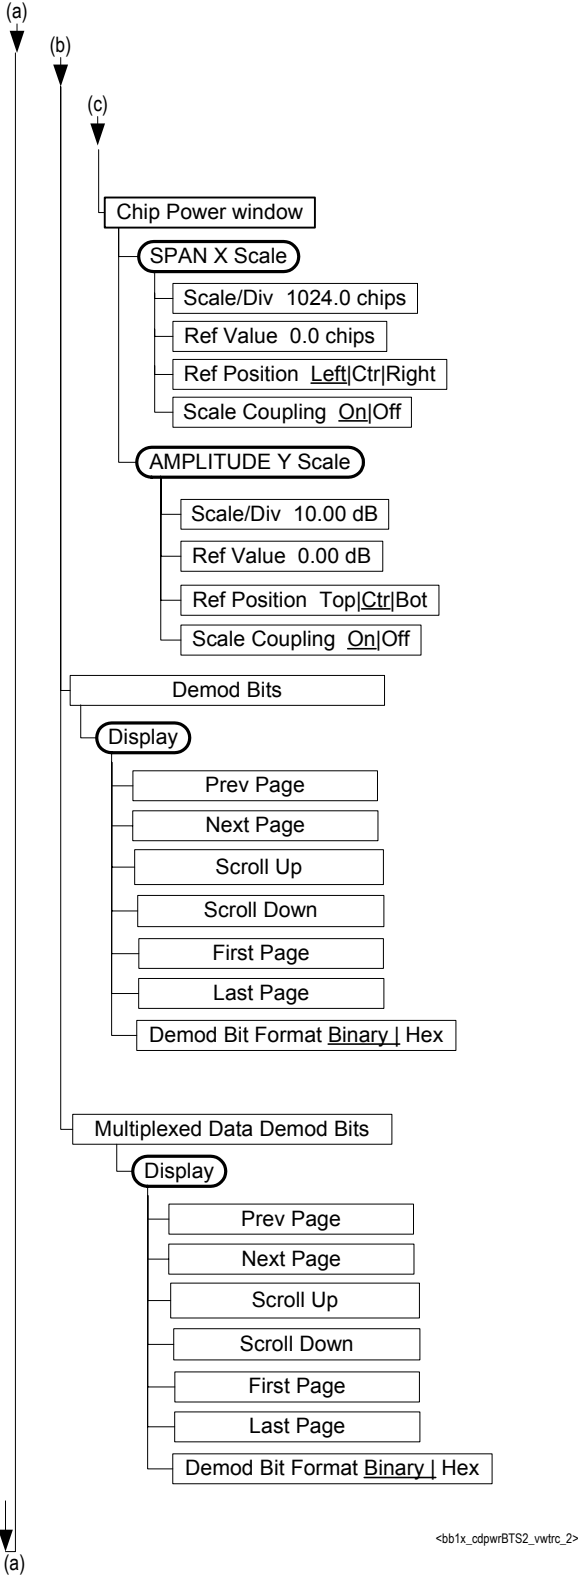 (a)
(b)
(c)
Chip Power window
SPAN X Scale
Scale/Div 1024.0 chips
Ref Value 0.0 chips
Ref Position Left|Ctr|Right
Scale Coupling On|Off
AMPLITUDE Y Scale
Scale/Div 10.00 dB
Ref Value 0.00 dB
Ref Position Top|Ctr|Bot
Scale Coupling On|Off
Demod Bits
Display
Prev Page
Next Page
Scroll Up
Scroll Down
First Page
Last Page
Demod Bit Format Binary | Hex
Multiplexed Data Demod Bits
Display
Prev Page
Next Page
Scroll Up
Scroll Down
First Page
Last Page
Demod Bit Format Binary | Hex
<bb1x_cdpwrBTS2_vwtrc_2>
(a)